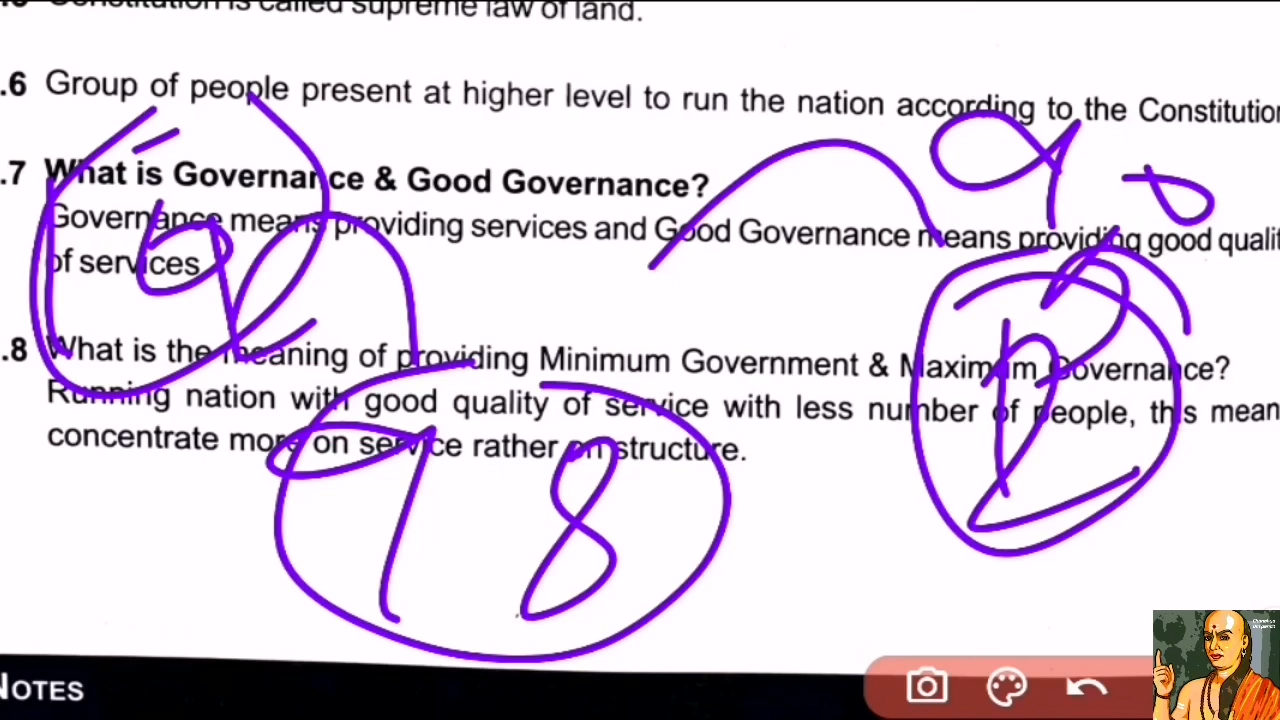 Constitution is called supreme law of land.
.6 Group of people present at higher level to run the nation according to the Constitution
.7 What is Governance & Good Governance?
Governance means providing services and Good Governance means providing good qualit
of services
.8 What is the meaning of providing Minimum Government & Maximum Governance?
Running nation with good quality of service with less number of people, this mean
concentrate more on service rather on structure.
98
NOTES